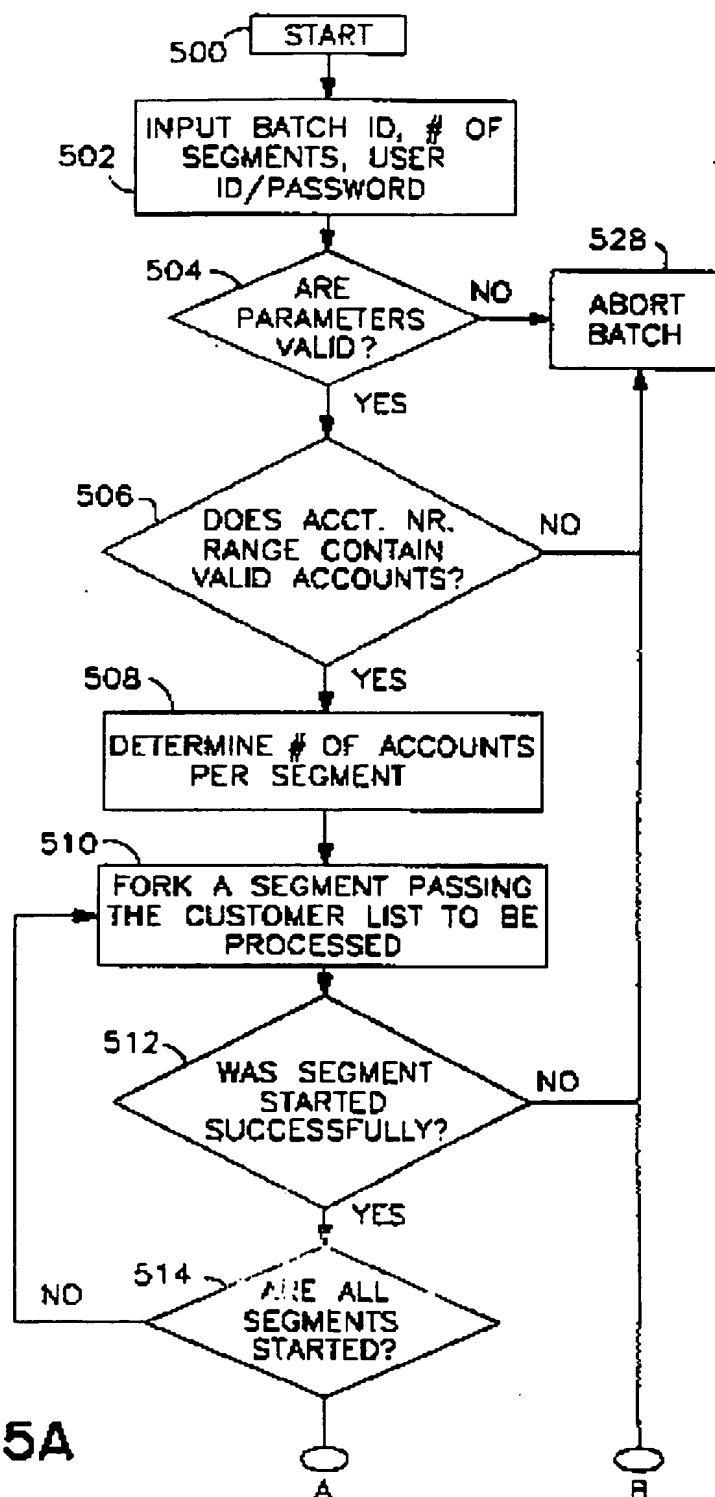 START
500
INPUT BATCH ID, # OF
SEGMENTS, USER
ID/PASSWORD
502
528
504
ARE
PARAMETERS
VALID?
NO
ABORT
BATCH
YES
506
DOES ACCT. NR.
RANGE CONTAIN
VALID ACCOUNTS?
NO
YES
508
DETERMINE # OF ACCOUNTS
PER SEGMENT
510
FORK A SEGMENT PASSING
THE CUSTOMER LIST TO BE
PROCESSED
512
WAS SEGMENT
STARTED
SUCCESSFULLY?
NO
YES
514
NO
ARE ALL
SEGMENTS
STARTED?
5A
A
B